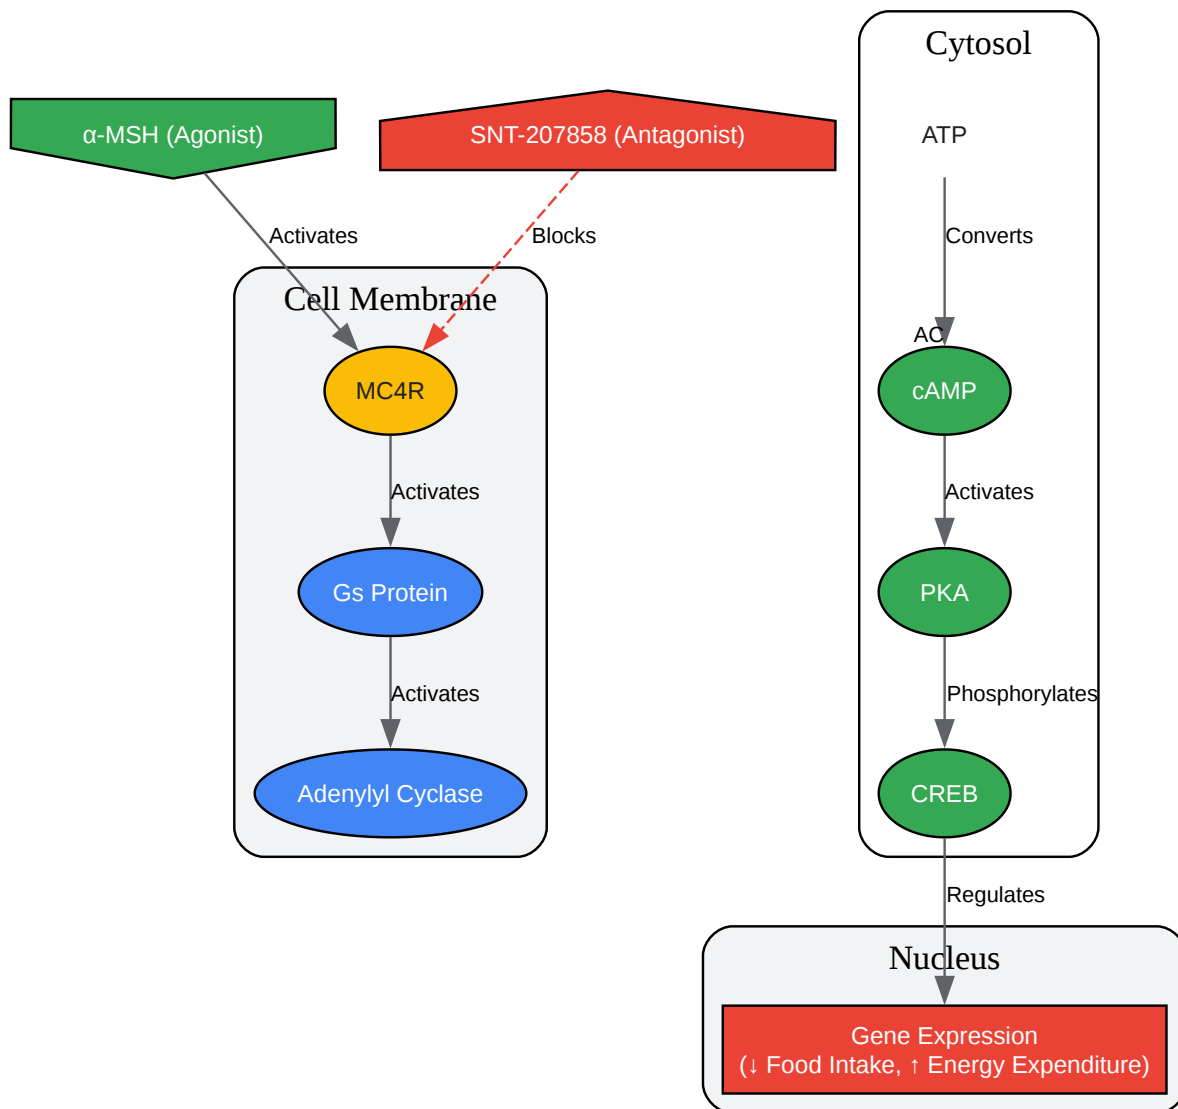 Cytosol
α-MSH (Agonist)
SNT-207858 (Antagonist)
ATP
Activates
Blocks
Converts
Cell Membrane
AC
MC4R
cAMP
Activates
Activates
Gs Protein
PKA
Activates
Phosphorylates
Adenylyl Cyclase
CREB
Regulates
Nucleus
Gene Expression
(↓ Food Intake, ↑ Energy Expenditure)